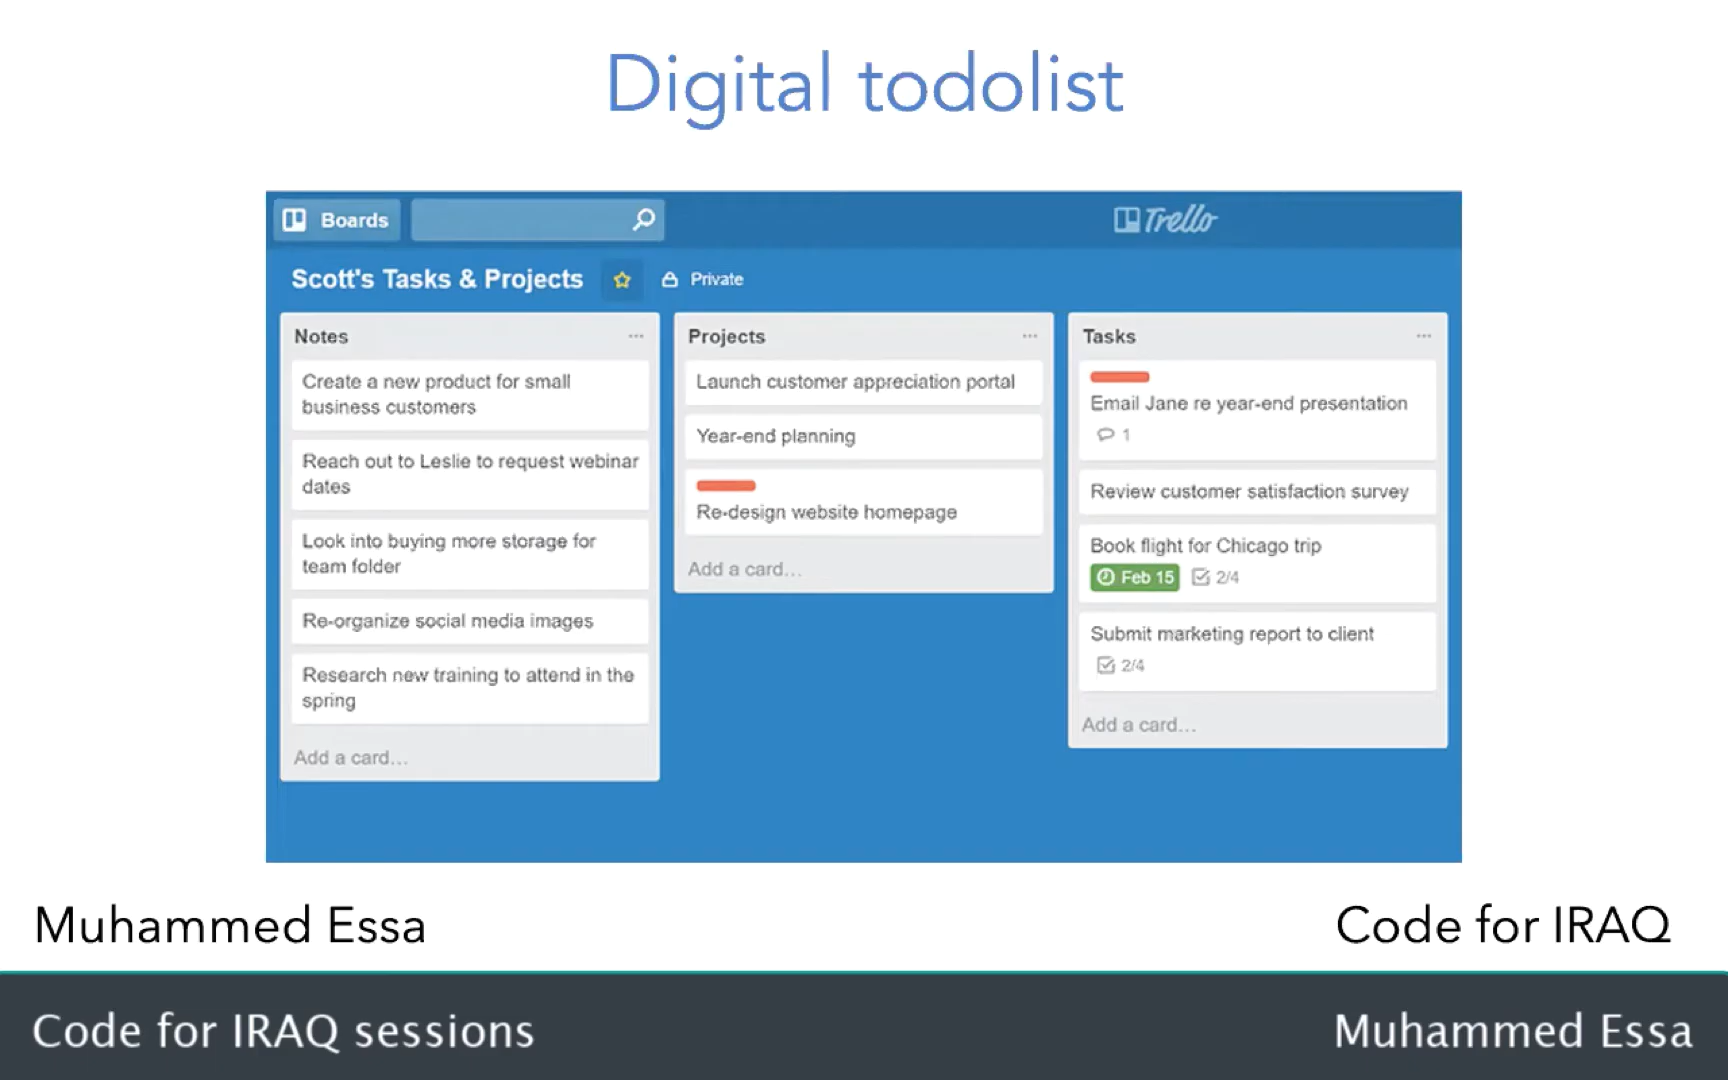 Digital todolist
Boards
Trello
Scott's Tasks & Projects
Private
Notes
Create a new product for small
business customers
Reach out to Leslie to request webinar
dates
Look into buying more storage for
team folder
Re-organize social media images
Research new training to attend in the
spring
Add a card...
Projects
Launch customer appreciation portal
Year-end planning
Re-design website homepage
Add a card...
Tasks
Email Jane re year-end presentation
1
Review customer satisfaction survey
Book flight for Chicago trip
Feb 15 2/4
Submit marketing report to client
2/4
Add a card...
Muhammed Essa
Code for IRAQ
Code for IRAQ sessions
Muhammed Essa